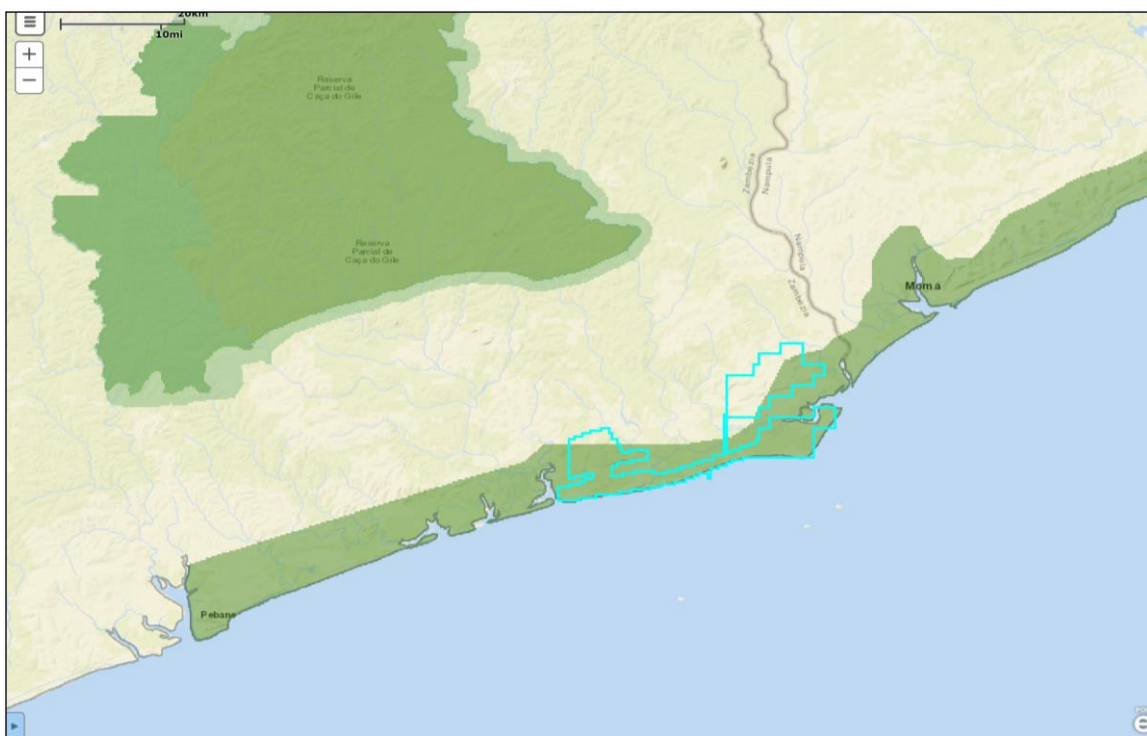 20km
10mi
+
−
Reserva
Parcial de
Caça do Gile
Zambezia
Nampula
Reserva
Parcial de
Caça do Gile
Nampula
Zambezia
Moma
Pebane